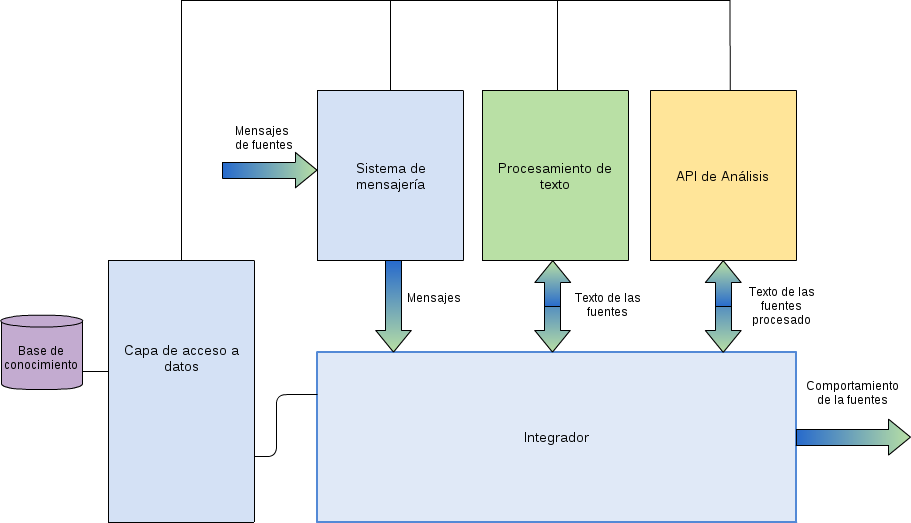 Mensajes
de fuentes
Sistema de
mensajería
Procesamiento de
texto
API de Análisis
Mensajes
Texto de las
fuentes
Texto de las
fuentes
procesado
Base de
conocimiento
Capa de acceso a
datos
Integrador
Comportamiento
de la fuentes